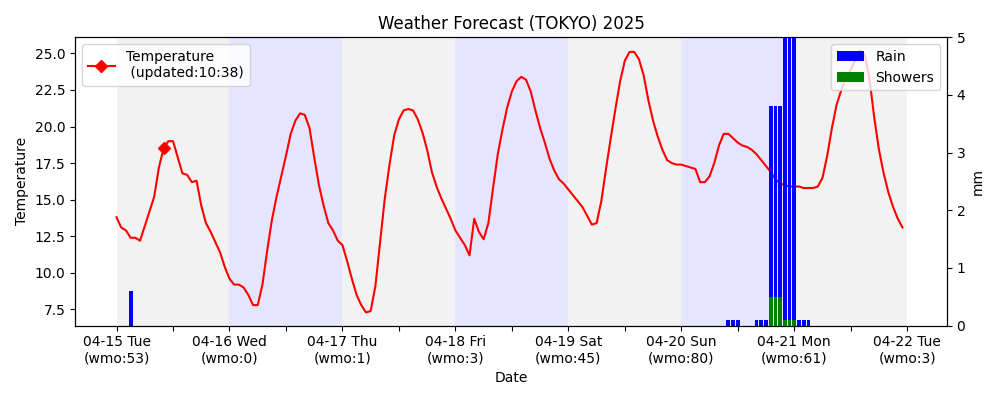 Weather Forecast (TOKYO) 2025
Temperature
(updated:10:38)
Rain
Showers
Temperature
25.0
22.5
20.0
17.5
15.0
12.5
10.0
7.5
5
4
3
2
1
0
mm
04-15 Tue
(wmo:53)
04-16 Wed
(wmo:0)
04-17 Thu
(wmo:1)
04-18 Fri
(wmo:3)
04-19 Sat
(wmo:45)
04-20 Sun
(wmo:80)
04-21 Mon
(wmo:61)
04-22 Tue
(wmo:3)
Date